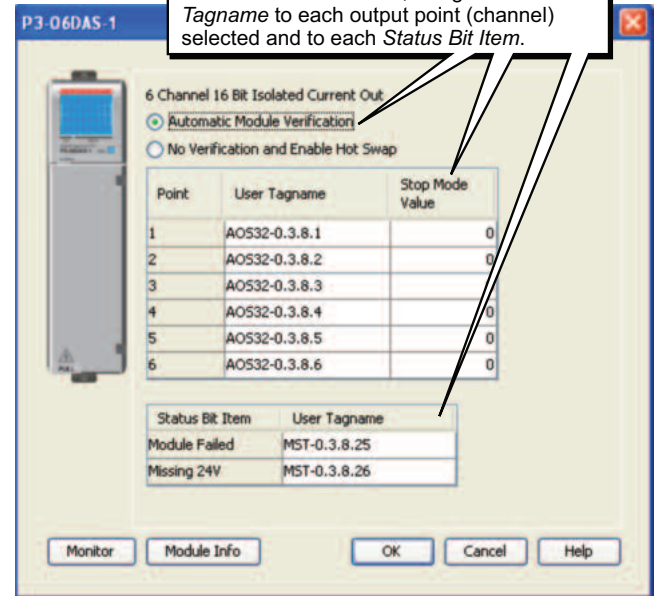 Tagname to each output point (channel)
selected and to each Status Bit Item.
P3-06DAS-1
6 Channel 16 Bit Isolated Current Out
Automatic Module Verification
No Verification and Enable Hot Swap
Point User Tagname Stop Mode Value
1 AOS32-0.3.8.1 0
2 AOS32-0.3.8.2 0
3 AOS32-0.3.8.3
4 AOS32-0.3.8.4 0
5 AOS32-0.3.8.5 0
6 AOS32-0.3.8.6 0
Status Bit Item User Tagname
Module Failed MST-0.3.8.25
Missing 24V MST-0.3.8.26
Monitor Module Info OK Cancel Help